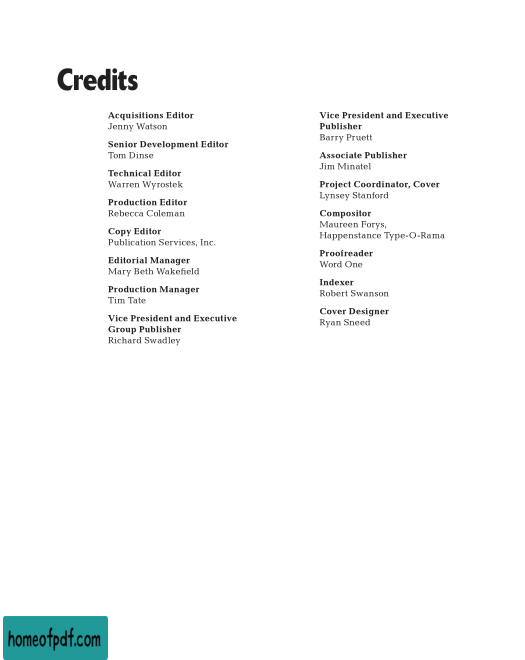 Credits
Acquisitions Editor
Jenny Watson
Senior Development Editor
Tom Dinse
Technical Editor
Warren Wyrostek
Production Editor
Rebecca Coleman
Copy Editor
Publication Services, Inc.
Editorial Manager
Mary Beth Wakefield
Production Manager
Tim Tate
Vice President and Executive
Group Publisher
Richard Swadley
Vice President and Executive
Publisher
Barry Pruett
Associate Publisher
Jim Minatel
Project Coordinator, Cover
Lynsey Stanford
Compositor
Maureen Forys,
Happenstance Type-O-Rama
Proofreader
Word One
Indexer
Robert Swanson
Cover Designer
Ryan Sneed
homeofpdf.com